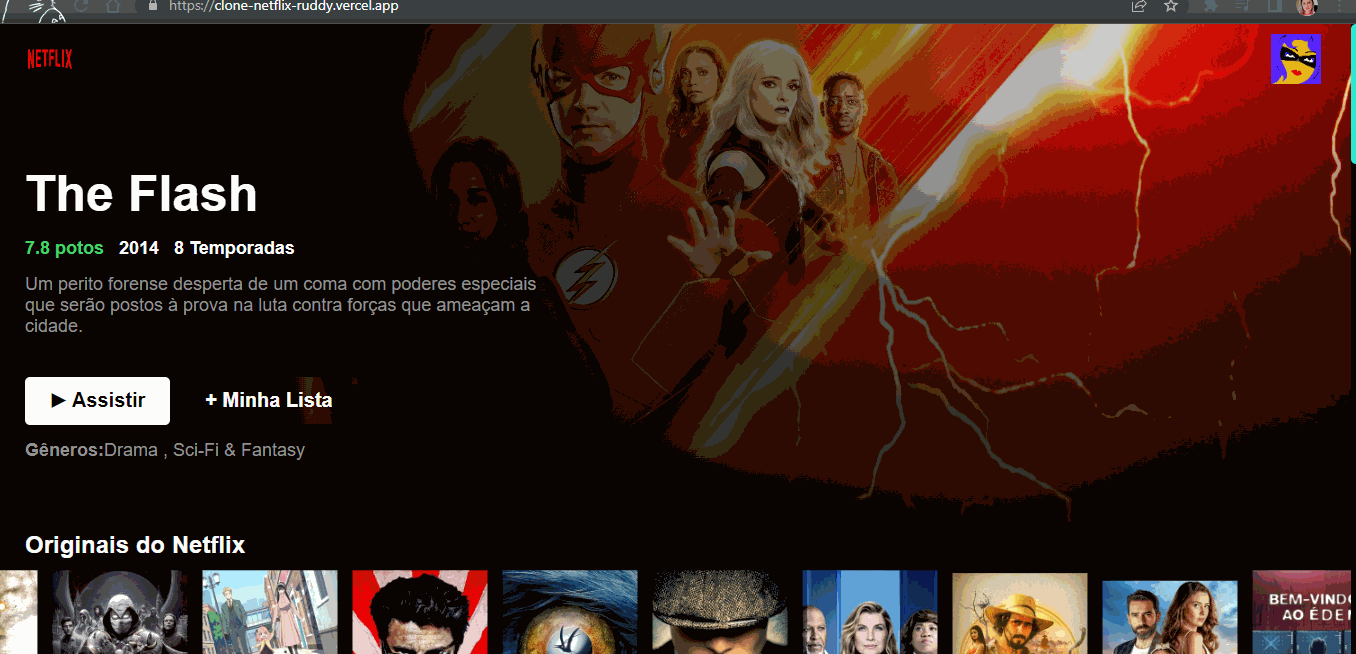 https://clone-netflix-ruddy.vercel.app
NETFLIX
The Flash
7.8 potos 2014 8 Temporadas
Um perito forense desperta de um coma com poderes especiais
que serão postos à prova na luta contra forças que ameaçam a
cidade.
▶ Assistir + Minha Lista
Gêneros:Drama , Sci-Fi & Fantasy
Originais do Netflix
BEM-VIND
AO ÉDE